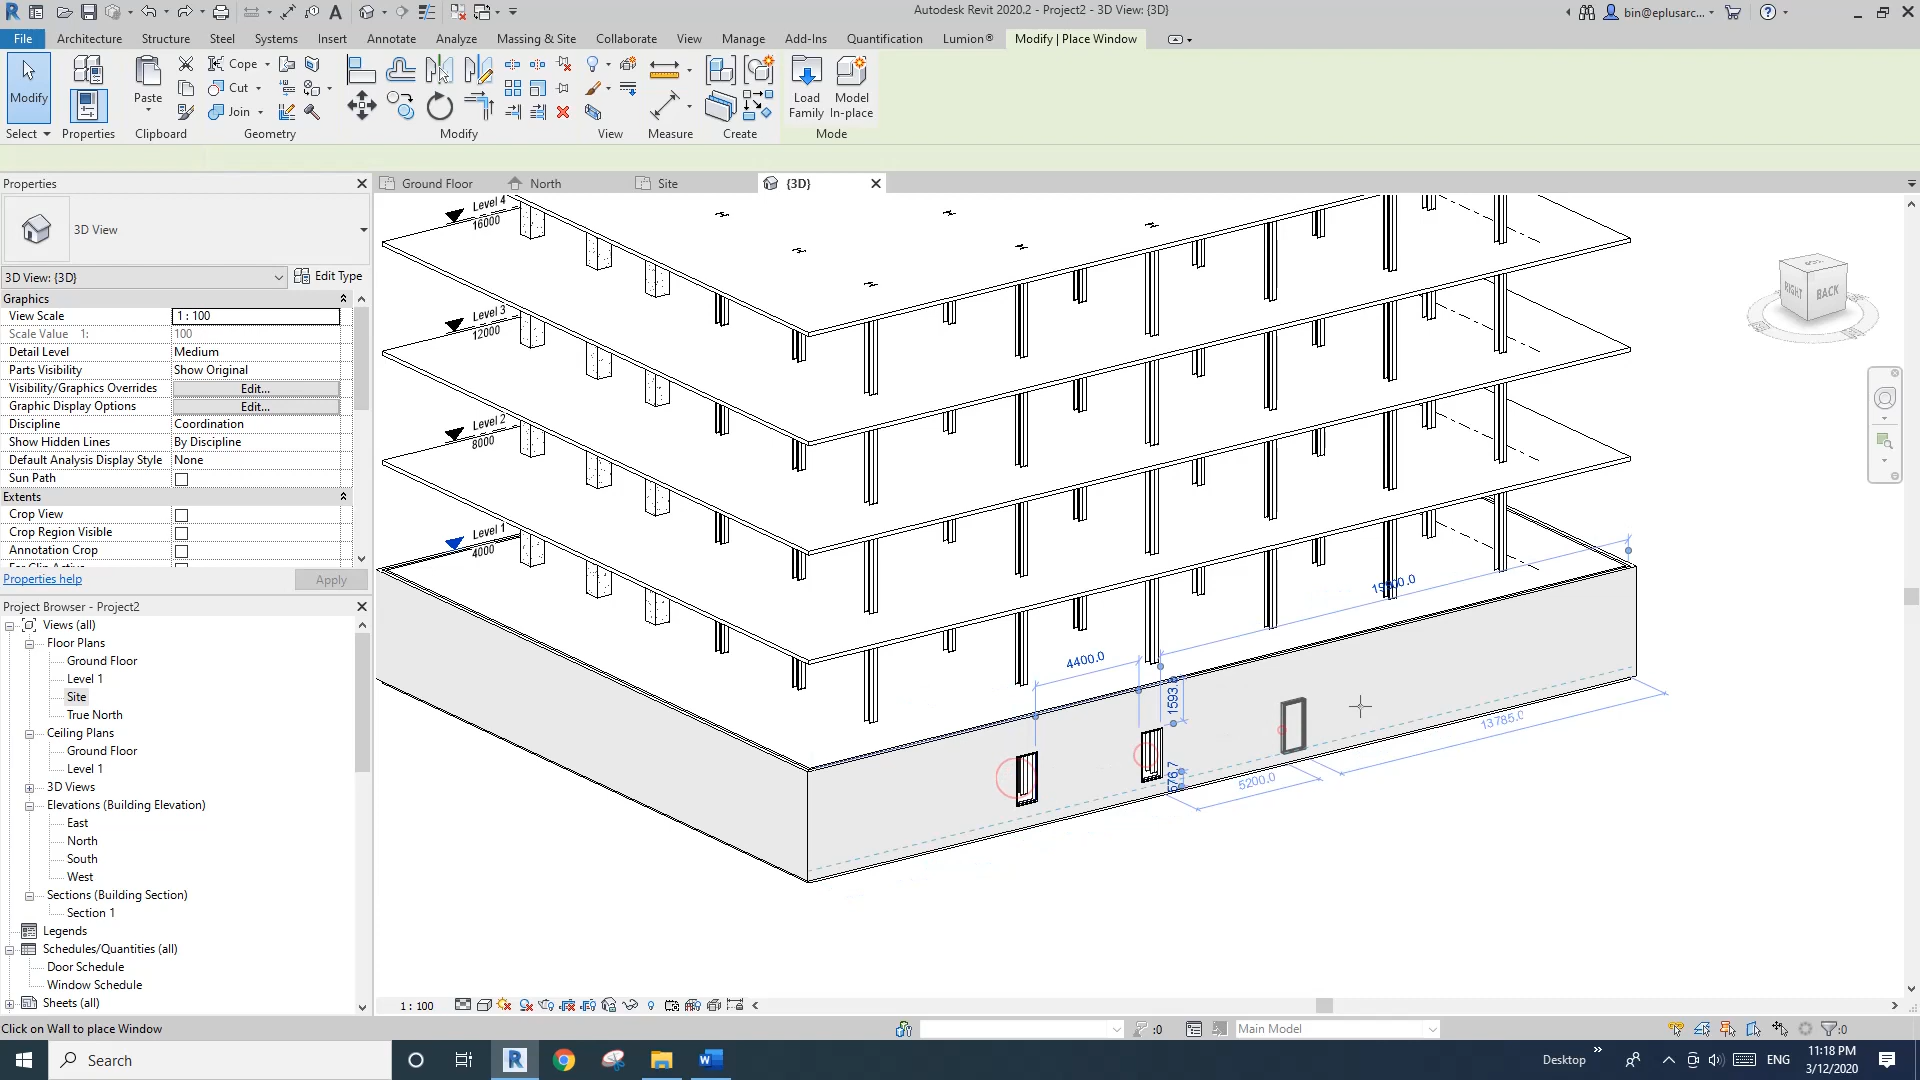 Autodesk Revit 2020.2 - Project2 - 3D View: {3D}
bin@eplusarc...
File Architecture Structure Steel Systems Insert Annotate Analyze Massing & Site Collaborate View Manage Add-Ins Quantification Lumion® Modify | Place Window
Modify
Paste
Cope
Cut
Join
Load Family
Model In-place
Select Properties Clipboard Geometry Modify View Measure Create Mode
Properties
Ground Floor North Site {3D}
3D View
3D View: {3D} Edit Type
Graphics
View Scale 1 : 100
Scale Value 1: 100
Detail Level Medium
Parts Visibility Show Original
Visibility/Graphics Overrides Edit...
Graphic Display Options Edit...
Discipline Coordination
Show Hidden Lines By Discipline
Default Analysis Display Style None
Sun Path
Extents
Crop View
Crop Region Visible
Annotation Crop
Properties help Apply
Project Browser - Project2
Views (all)
Floor Plans
Ground Floor
Level 1
Site
True North
Ceiling Plans
Ground Floor
Level 1
3D Views
Elevations (Building Elevation)
East
North
South
West
Sections (Building Section)
Section 1
Legends
Schedules/Quantities (all)
Door Schedule
Window Schedule
Sheets (all)
Level 4
16000
Level 3
12000
Level 2
8000
Level 1
4000
RIGHT BACK
4400.0
5200.0
13785.0
1 : 100
Click on Wall to place Window
:0
Main Model
:0
Search
Desktop
ENG
11:18 PM
3/12/2020